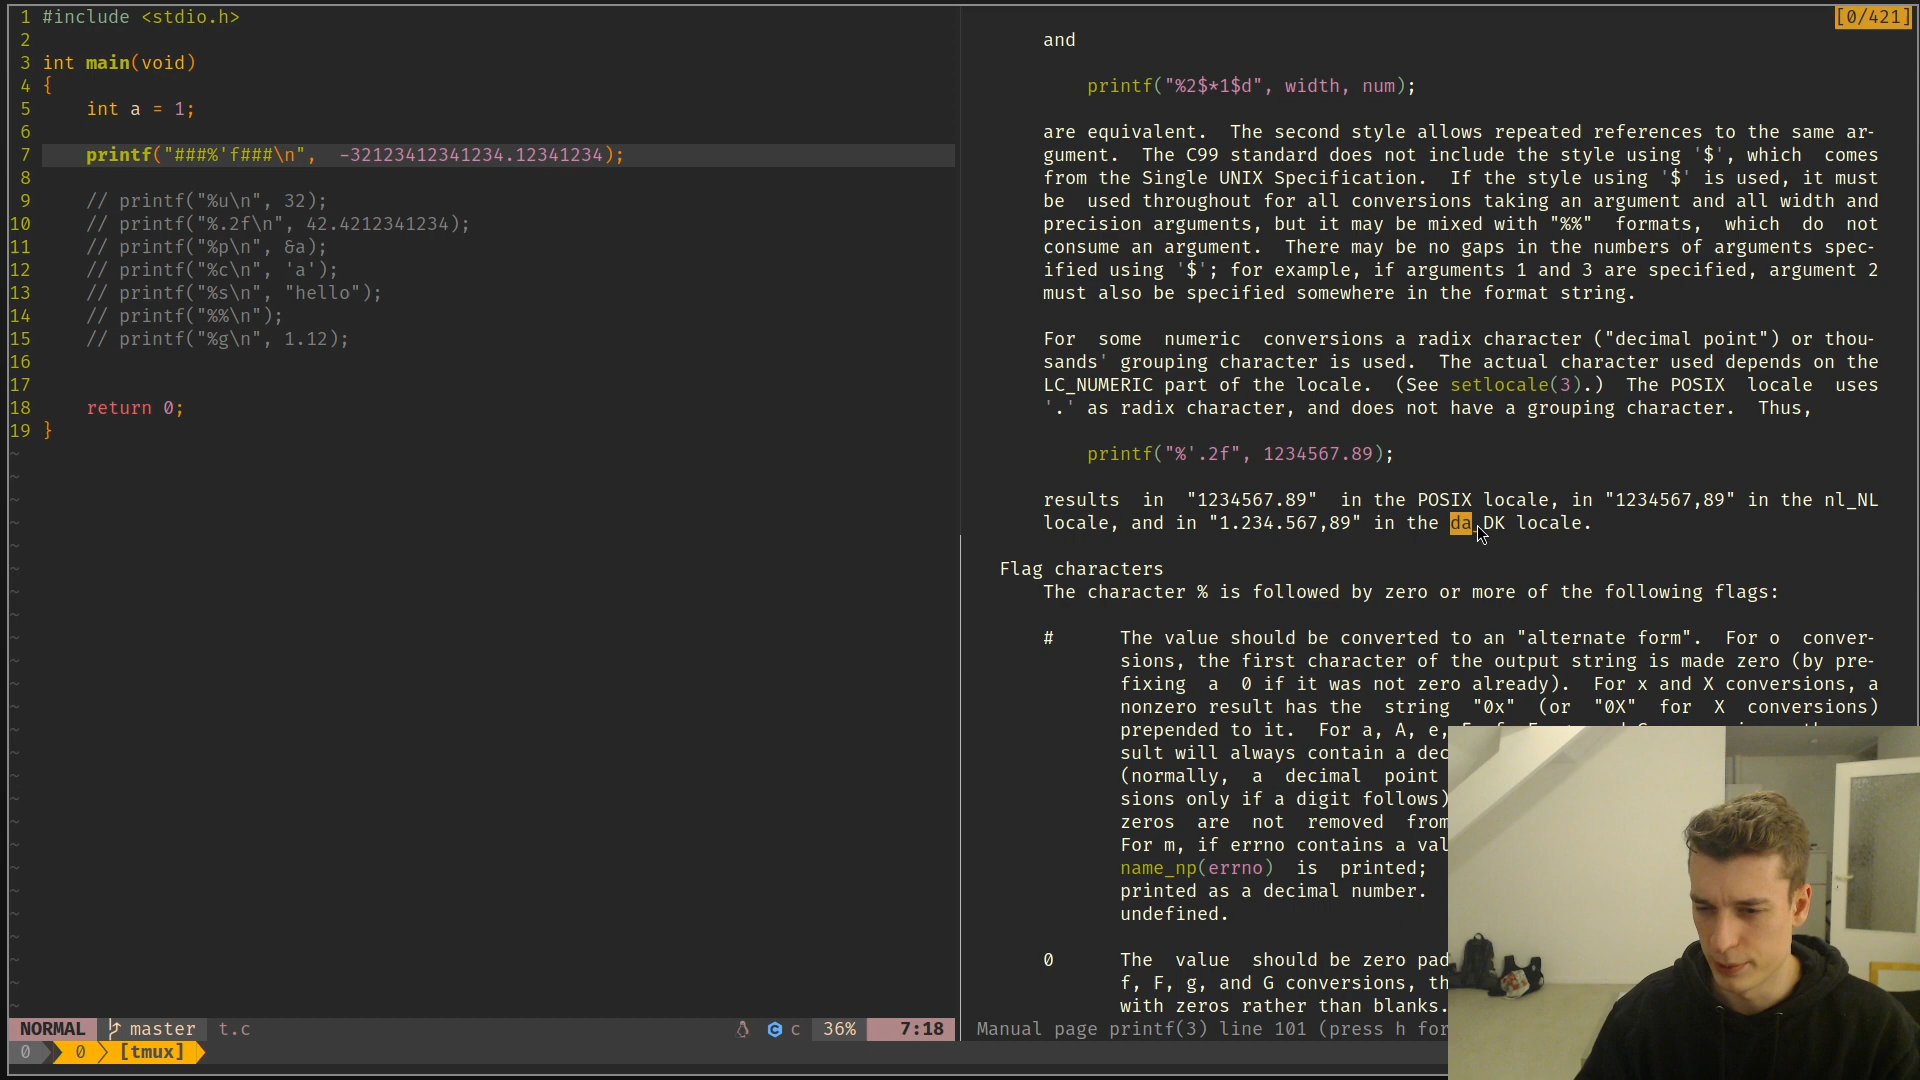 1 #include <stdio.h>
2
3 int main(void)
4 {
5     int a = 1;
6
7     printf("###%'f###\n",  -32123412341234.12341234);
8
9     // printf("%u\n", 32);
10     // printf("%.2f\n", 42.4212341234);
11     // printf("%p\n", &a);
12     // printf("%c\n", 'a');
13     // printf("%s\n", "hello");
14     // printf("%%\n");
15     // printf("%g\n", 1.12);
16
17
18     return 0;
19 }
NORMAL master t.c c 36% 7:18
0 0 [tmux]
[0/421]
and
printf("%2$*1$d", width, num);
are equivalent.  The second style allows repeated references to the same ar-
gument.  The C99 standard does not include the style using '$', which  comes
from the Single UNIX Specification.  If the style using '$' is used, it must
be  used throughout for all conversions taking an argument and all width and
precision arguments, but it may be mixed with "%%"  formats,  which  do  not
consume an argument.  There may be no gaps in the numbers of arguments spec-
ified using '$'; for example, if arguments 1 and 3 are specified, argument 2
must also be specified somewhere in the format string.
For  some  numeric  conversions a radix character ("decimal point") or thou-
sands' grouping character is used.  The actual character used depends on the
LC_NUMERIC part of the locale.  (See setlocale(3).)  The POSIX  locale  uses
'.' as radix character, and does not have a grouping character.  Thus,
printf("%'.2f", 1234567.89);
results  in  "1234567.89"  in the POSIX locale, in "1234567,89" in the nl_NL
locale, and in "1.234.567,89" in the da_DK locale.
Flag characters
The character % is followed by zero or more of the following flags:
#      The value should be converted to an "alternate form".  For o  conver-
sions, the first character of the output string is made zero (by pre-
fixing  a  0 if it was not zero already).  For x and X conversions, a
nonzero result has the  string  "0x"  (or  "0X"  for  X  conversions)
prepended to it.  For a, A, e,
sult will always contain a dec
(normally,  a  decimal  point
sions only if a digit follows)
zeros  are  not  removed  from
For m, if errno contains a val
name_np(errno)  is  printed;
printed as a decimal number.
undefined.
0      The  value  should be zero pad
f, F, g, and G conversions, th
with zeros rather than blanks.
Manual page printf(3) line 101 (press h for